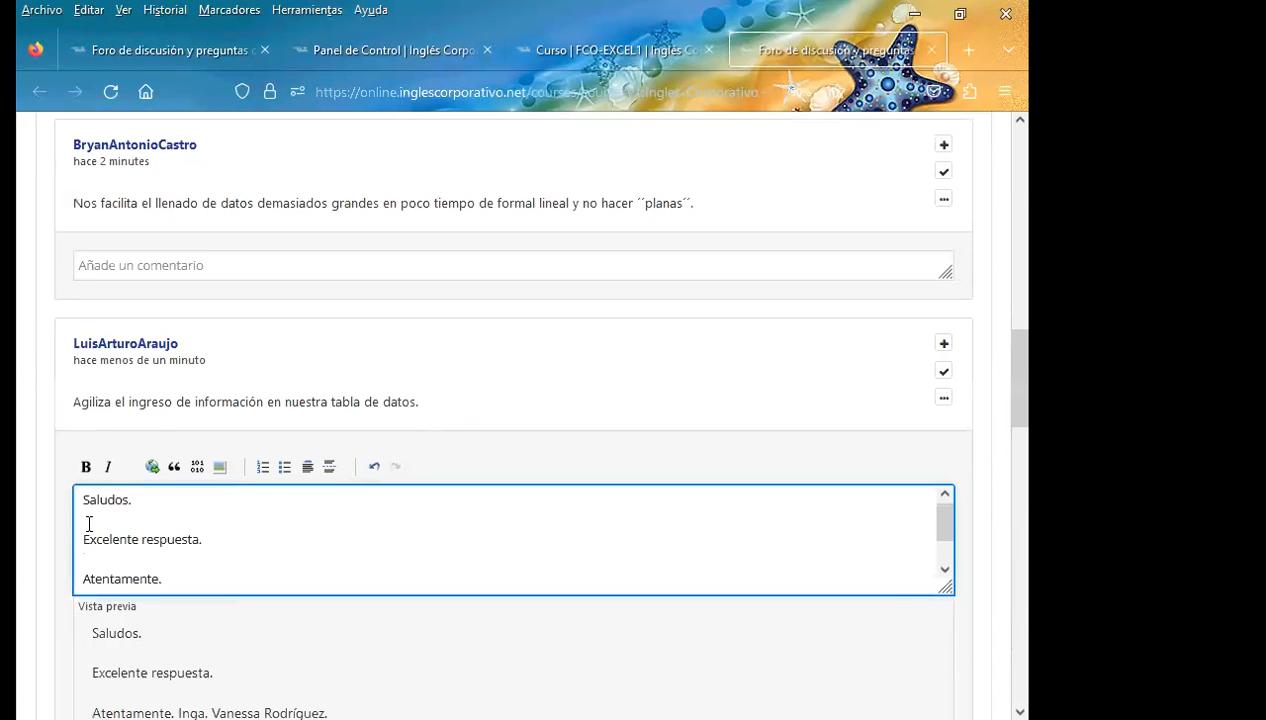 Archivo Editar Ver Historial Marcadores Herramientas Ayuda
Foro de discusión y preguntas Panel de Control | Inglés Corpo Curso | FCO-EXCEL1 | Inglés Co Foro de discusión y preguntas
https://online.inglescorporativo.net/courses/
BryanAntonioCastro
hace 2 minutes
Nos facilita el llenado de datos demasiados grandes en poco tiempo de formal lineal y no hacer ´´planas´´.
Añade un comentario
LuisArturoAraujo
hace menos de un minuto
Agiliza el ingreso de información en nuestra tabla de datos.
B I 101 010
Saludos.
Excelente respuesta.
Atentamente.
Vista previa
Saludos.
Excelente respuesta.
Atentamente. Inga. Vanessa Rodríguez.